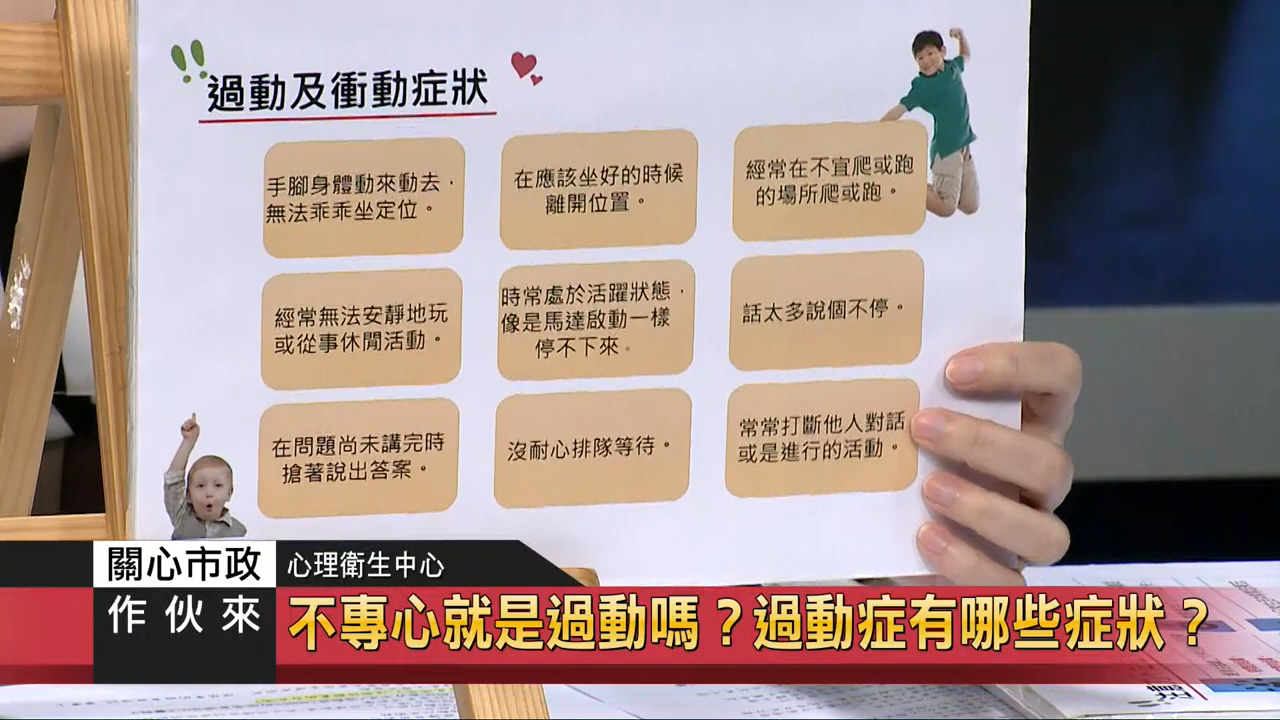 過動及衝動症狀
手腳身體動來動去，
無法乖乖坐定位。
在應該坐好的時候
離開位置。
經常在不宜爬或跑
的場所爬或跑。
經常無法安靜地玩
或從事休閒活動。
時常處於活躍狀態，
像是馬達啟動一樣
停不下來。
話太多說個不停。
在問題尚未講完時
搶著說出答案。
沒耐心排隊等待。
常常打斷他人對話
或是進行的活動。
關心市政
作伙來
心理衛生中心
不專心就是過動嗎？過動症有哪些症狀？